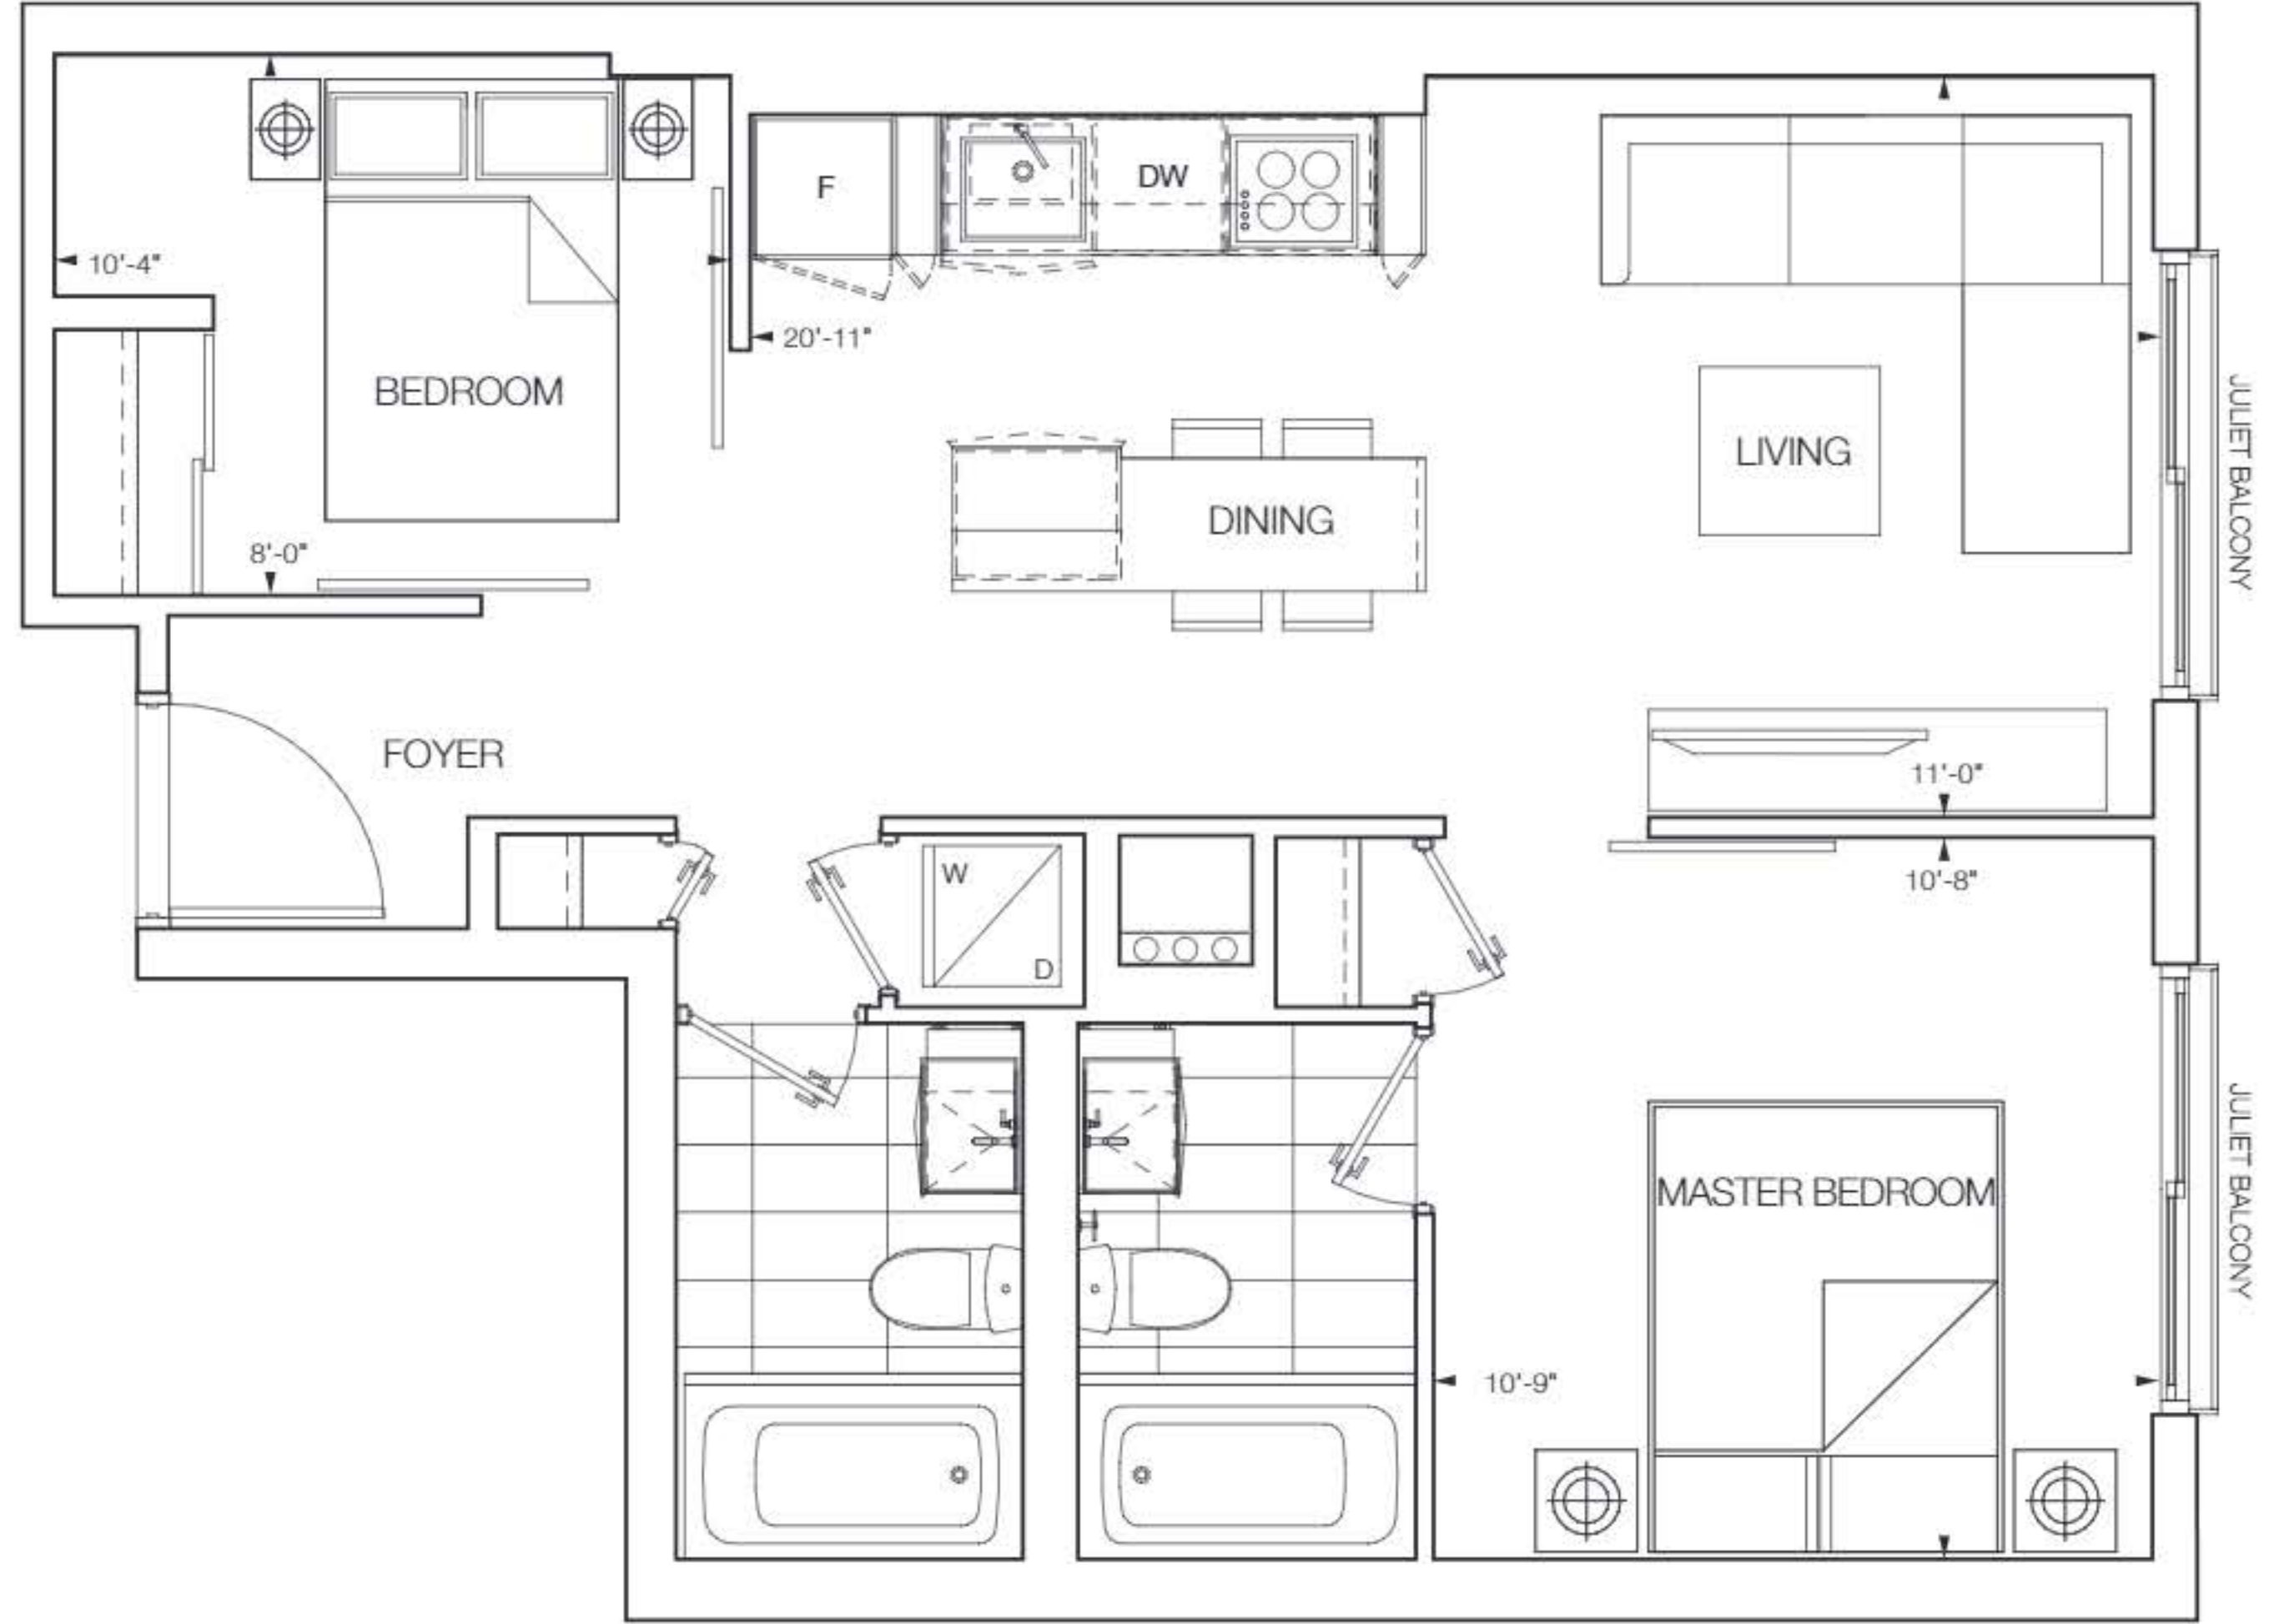 F
DW
10'-4"
20'-11"
BEDROOM
LIVING
JULIET BALCONY
DINING
8'-0"
FOYER
11'-0"
W
D
10'-8"
MASTER BEDROOM
JULIET BALCONY
10'-9"